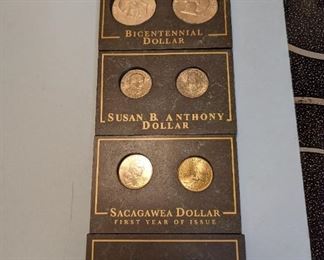 BICENTENNIAL
DOLLAR
SUSAN B. ANTHONY
DOLLAR
SACAGAWEA DOLLAR
FIRST YEAR OF ISSUE